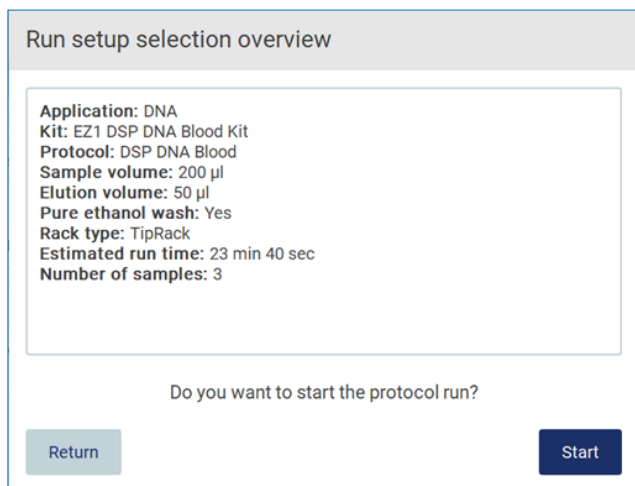 Run setup selection overview
Application: DNA
Kit: EZ1 DSP DNA Blood Kit
Protocol: DSP DNA Blood
Sample volume: 200 µl
Elution volume: 50 µl
Pure ethanol wash: Yes
Rack type: TipRack
Estimated run time: 23 min 40 sec
Number of samples: 3
Do you want to start the protocol run?
Return
Start